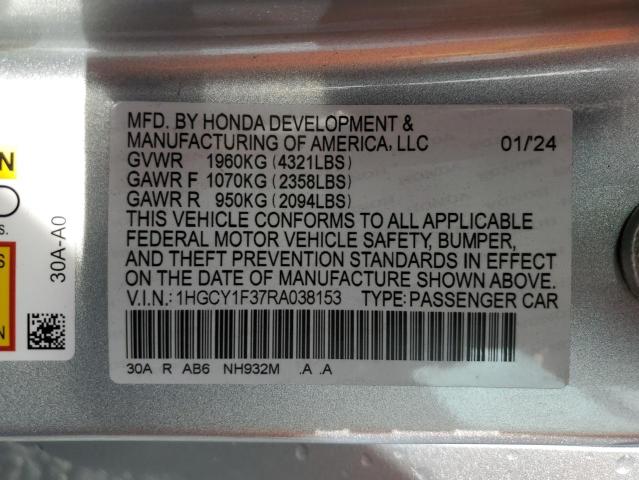 MFD. BY HONDA DEVELOPMENT &
MANUFACTURING OF AMERICA, LLC 01/'24
GVWR 1960KG (4321LBS)
GAWR F 1070KG (2358LBS)
GAWR R 950KG (2094LBS)
THIS VEHICLE CONFORMS TO ALL APPLICABLE
FEDERAL MOTOR VEHICLE SAFETY, BUMPER,
AND THEFT PREVENTION STANDARDS IN EFFECT
ON THE DATE OF MANUFACTURE SHOWN ABOVE.
V.I.N.: 1HGCY1F37RA038153 TYPE: PASSENGER CAR
30A R AB6 NH932M .A .A
30A-A0
N
s.